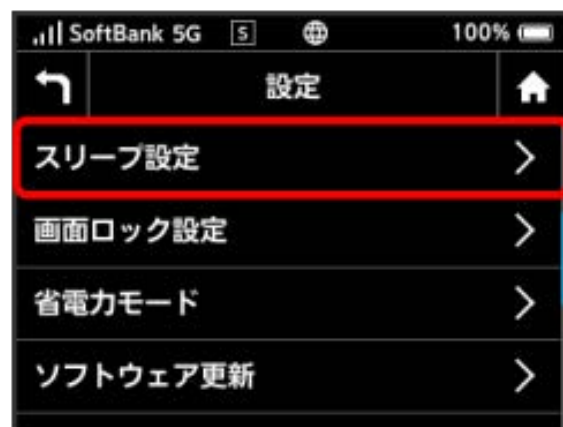 SoftBank 5G S 100%
設定
スリープ設定
画面ロック設定
省電力モード
ソフトウェア更新